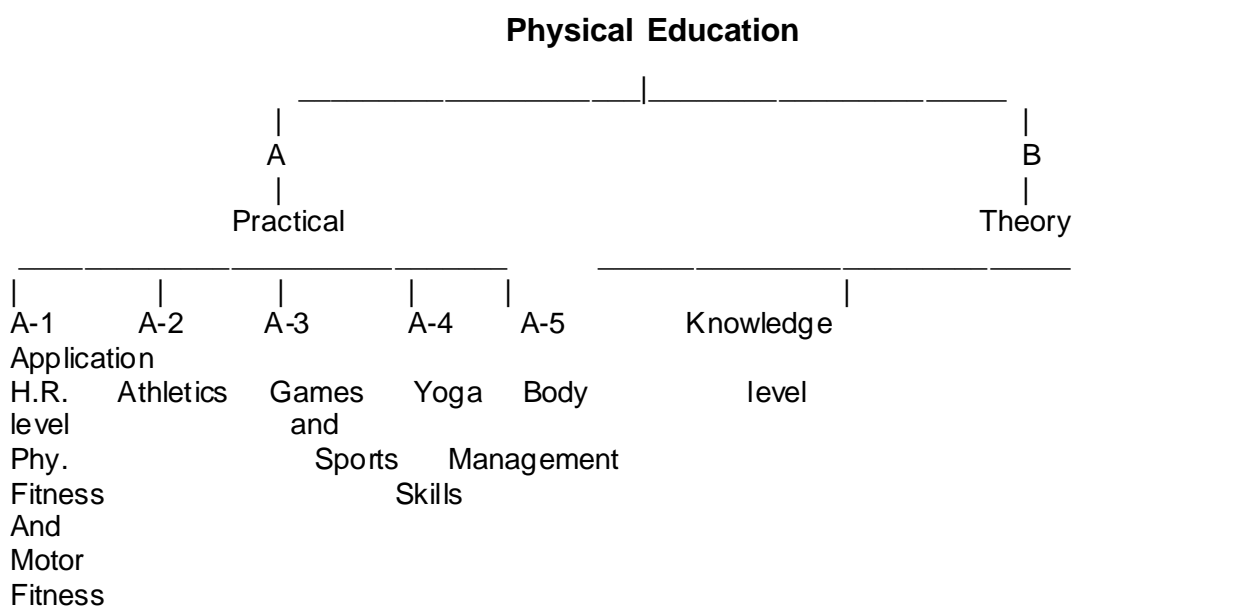 Physical Education
A B
Practical Theory
A-1 A-2 A-3 A-4 A-5 Knowledge
Application
H.R. Athletics Games Yoga Body level
level and
Phy. Sports Management
Fitness Skills
And
Motor
Fitness